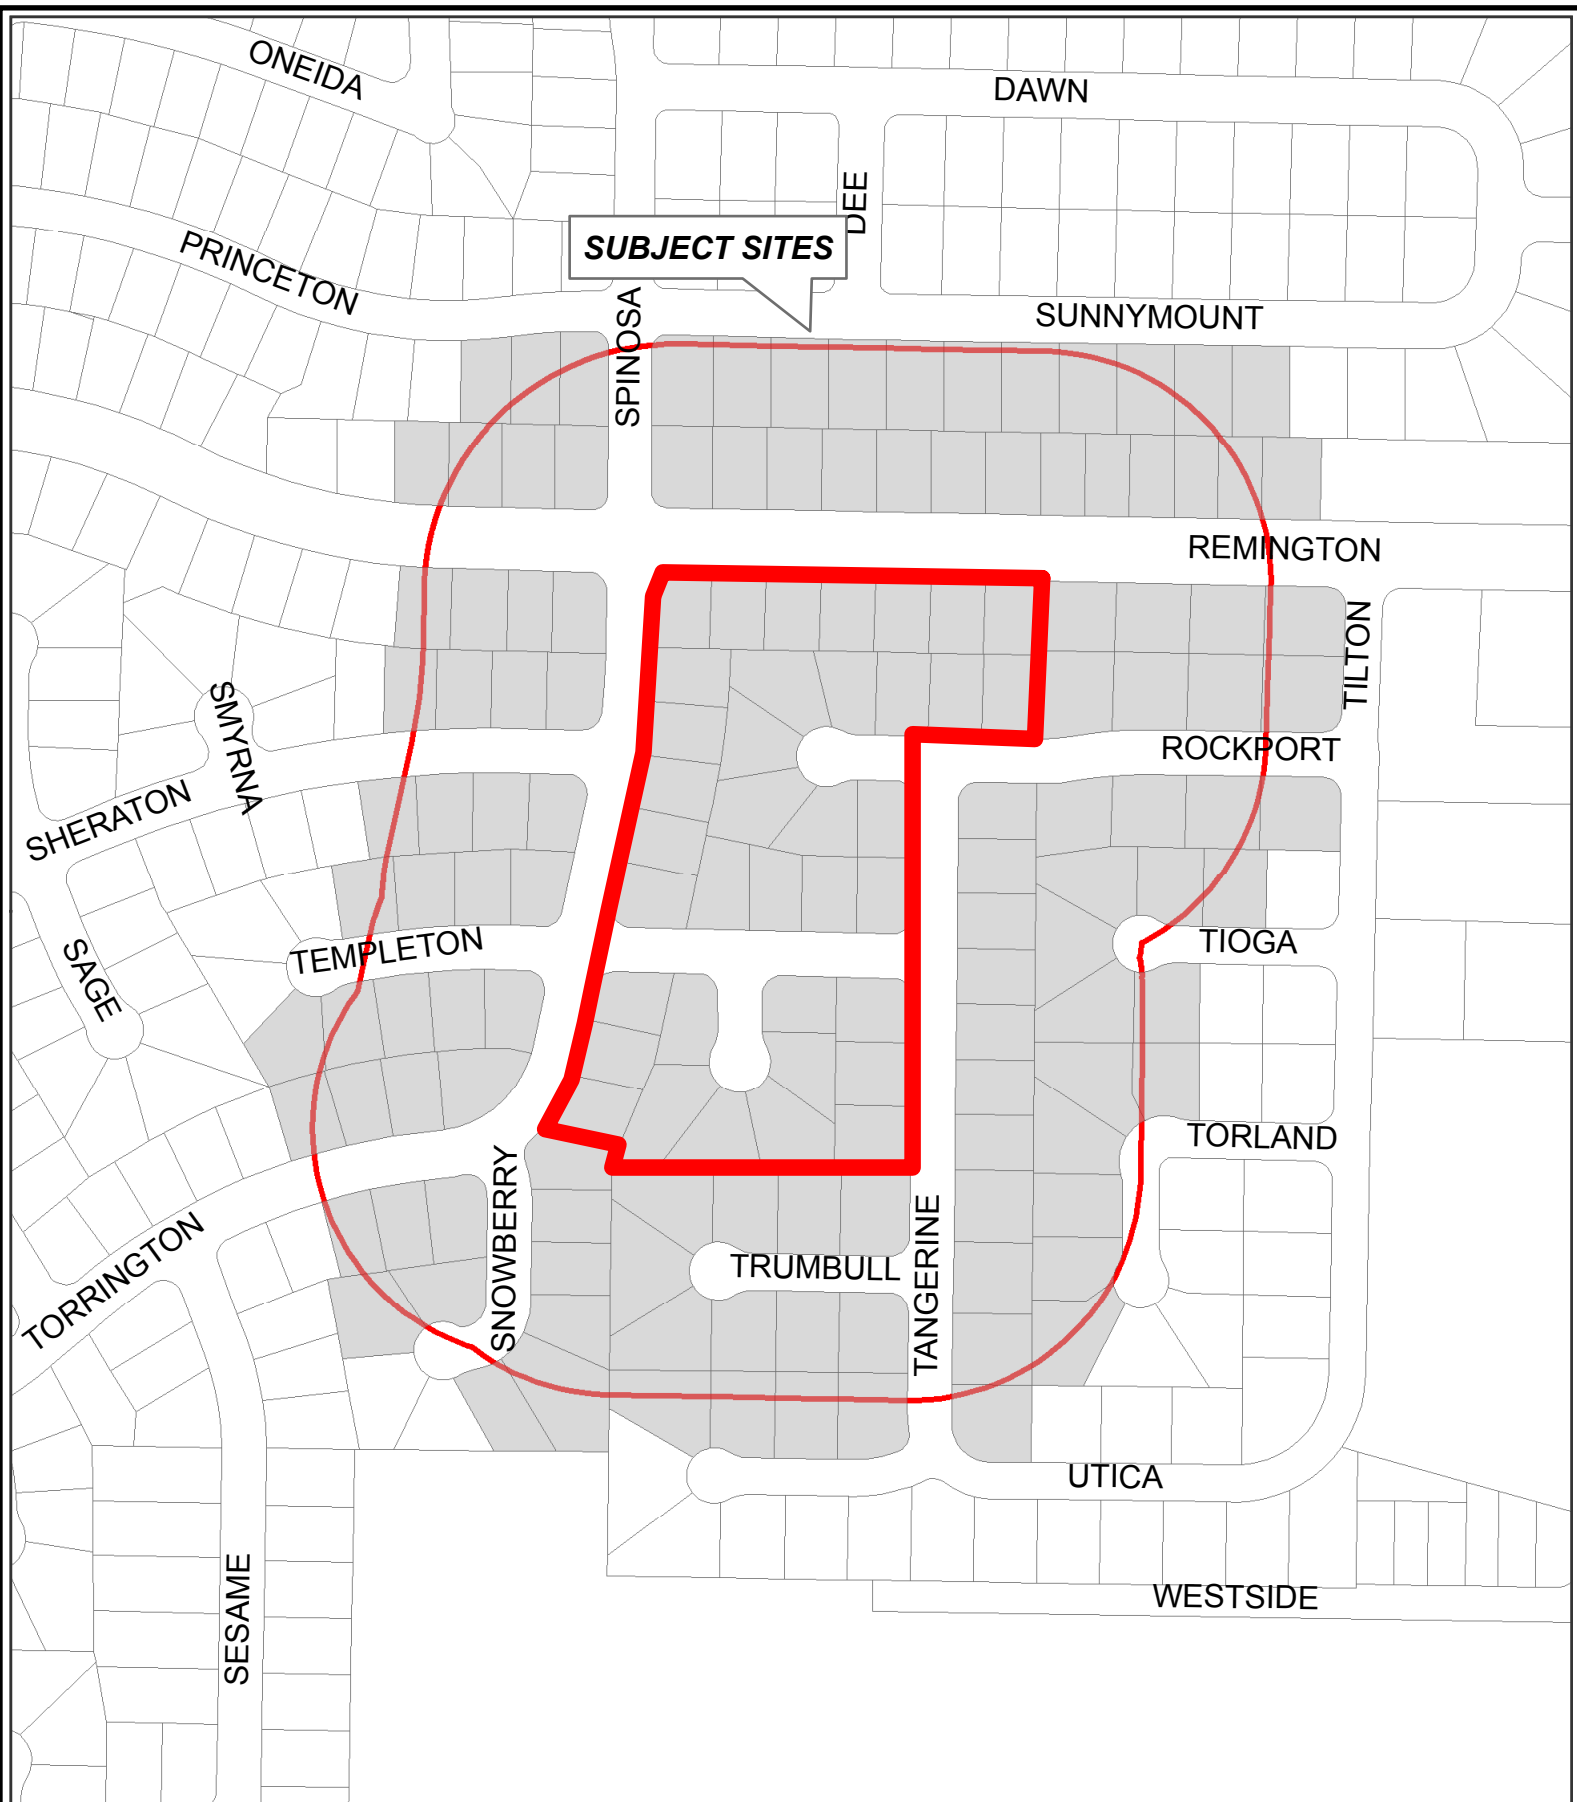 ONEIDA
DAWN
DEE
PRINCETON
SUBJECT SITES
SPINOSA
SUNNYMOUNT
REMINGTON
TILTON
SMYRNA
ROCKPORT
SHERATON
SAGE
TEMPLETON
TIOGA
TORLAND
SNOWBERRY
TORRINGTON
TRUMBULL
TANGERINE
UTICA
SESAME
WESTSIDE